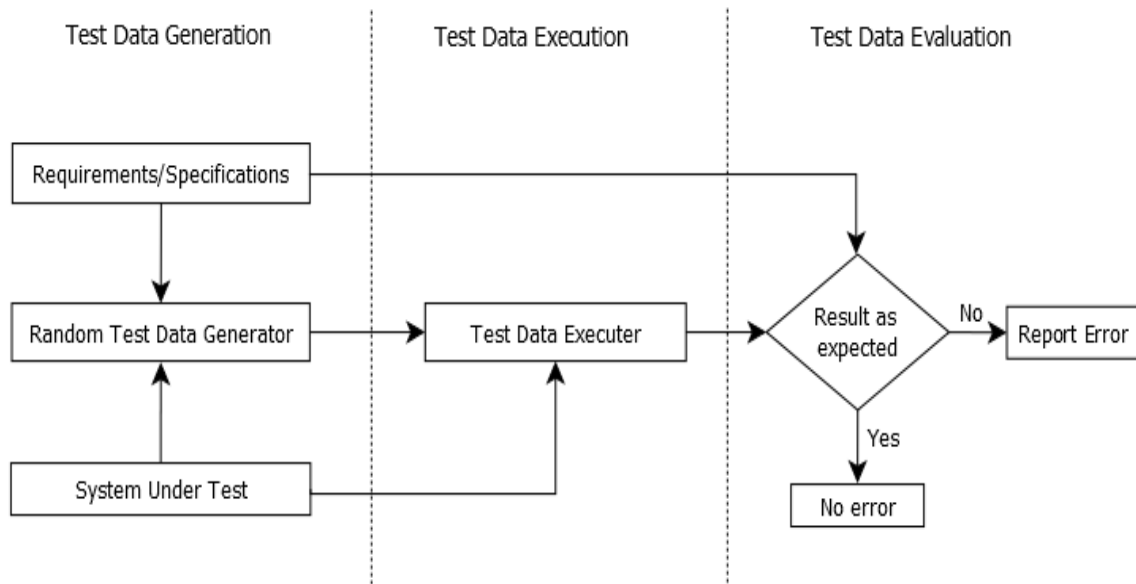 Test Data Generation
Test Data Execution
Test Data Evaluation
Requirements/Specifications
Random Test Data Generator
Test Data Executer
Result as
expected
No
Report Error
Yes
System Under Test
No error